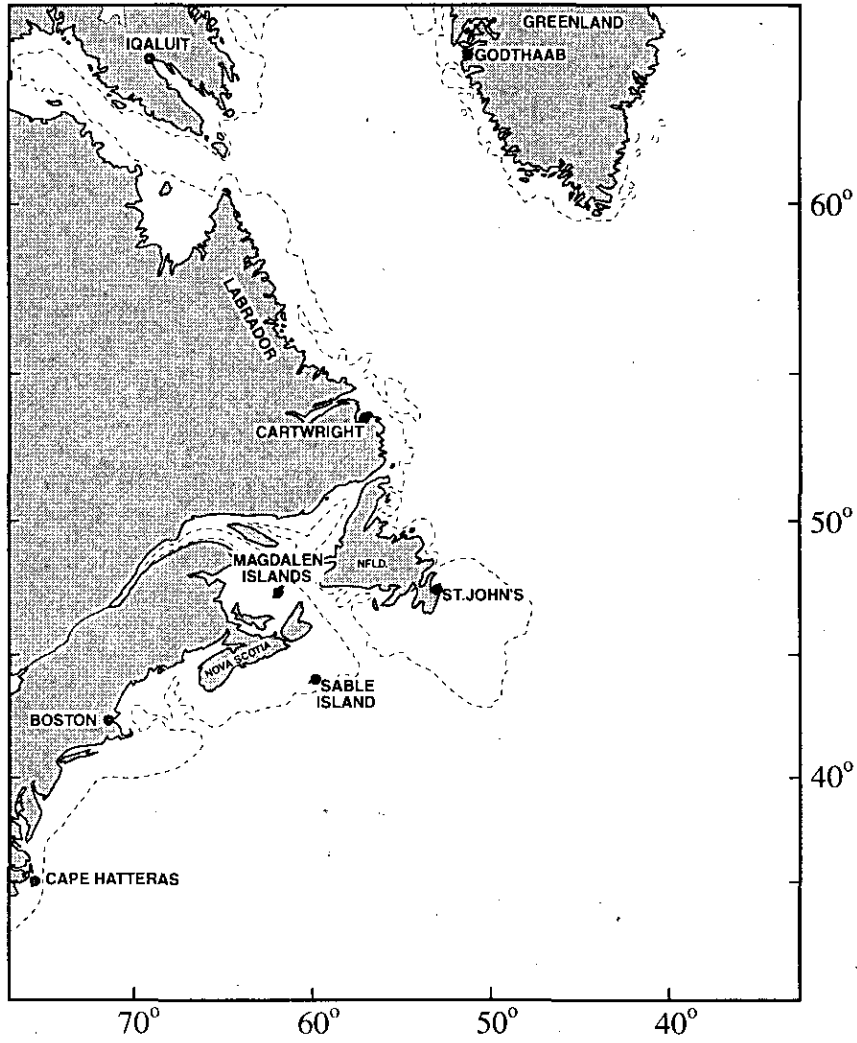 GREENLAND
IQALUIT
GODTHAAB
60°
LABRADOR
CARTWRIGHT
50°
MAGDALEN
ISLANDS
NFLD.
ST.JOHN'S
NOVA SCOTIA
SABLE
ISLAND
BOSTON
40°
CAPE HATTERAS
70°
60°
50°
40°